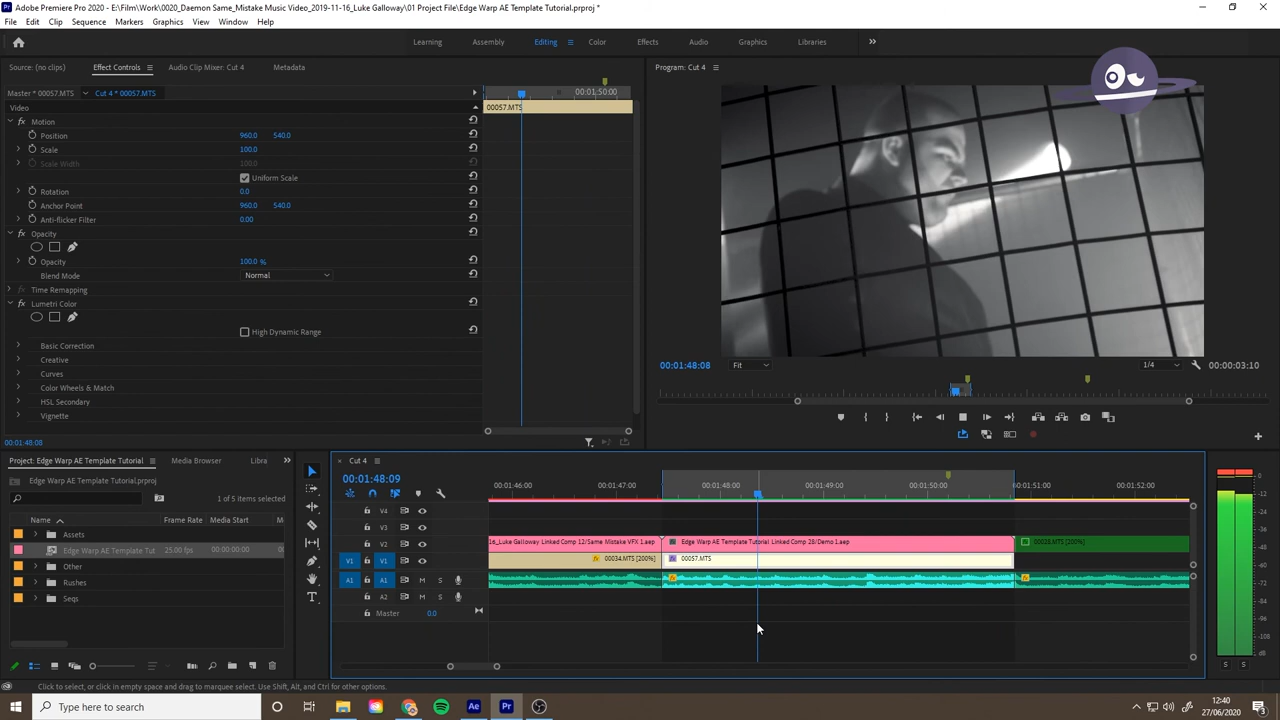 Adobe Premiere Pro 2020 - E:\Film\Work\0020_Daemon Same_Mistake Music Video_2019-11-16_Luke Galloway\01 Project File\Edge Warp AE Template Tutorial.prproj *
File Edit Clip Sequence Markers Graphics View Window Help
Learning Assembly Editing Color Effects Audio Graphics Libraries
Source: (no clips) Effect Controls Audio Clip Mixer: Cut 4 Metadata
Program: Cut 4
Master * 00057.MTS Cut 4 * 00057.MTS
00:01:50:00
Video
00057.MTS
fx Motion
Position 960.0 540.0
Scale 100.0
Scale Width 100.0
Uniform Scale
Rotation 0.0
Anchor Point 960.0 540.0
Anti-flicker Filter 0.00
fx Opacity
Opacity 100.0 %
Blend Mode Normal
Time Remapping
fx Lumetri Color
High Dynamic Range
Basic Correction
Creative
Curves
Color Wheels & Match
HSL Secondary
Vignette
00:01:48:08
00:01:48:08 Fit 1/4 00:00:03:10
Project: Edge Warp AE Template Tutorial Media Browser Libra
Edge Warp AE Template Tutorial.prproj
1 of 5 items selected
Name Frame Rate Media Start
Assets
Edge Warp AE Template Tut 25.00 fps 00:00:00:00
Other
Rushes
Seqs
Cut 4
00:01:48:09
00:01:46:00 00:01:47:00 00:01:48:00 00:01:49:00 00:01:50:00 00:01:51:00 00:01:52:00
V4
V3
V2 16_Luke Galloway Linked Comp 12/Same Mistake VFX 1.aep Edge Warp AE Template Tutorial Linked Comp 28/Demo 1.aep 00028.MTS [200%]
V1 V1 00034.MTS [200%] 00057.MTS
A1 A1 M S
A2 M S
Master 0.0
S S
Click to select, or click in empty space and drag to marquee select. Use Shift, Alt, and Ctrl for other options.
Type here to search
Ae Pr
12:40
27/06/2020